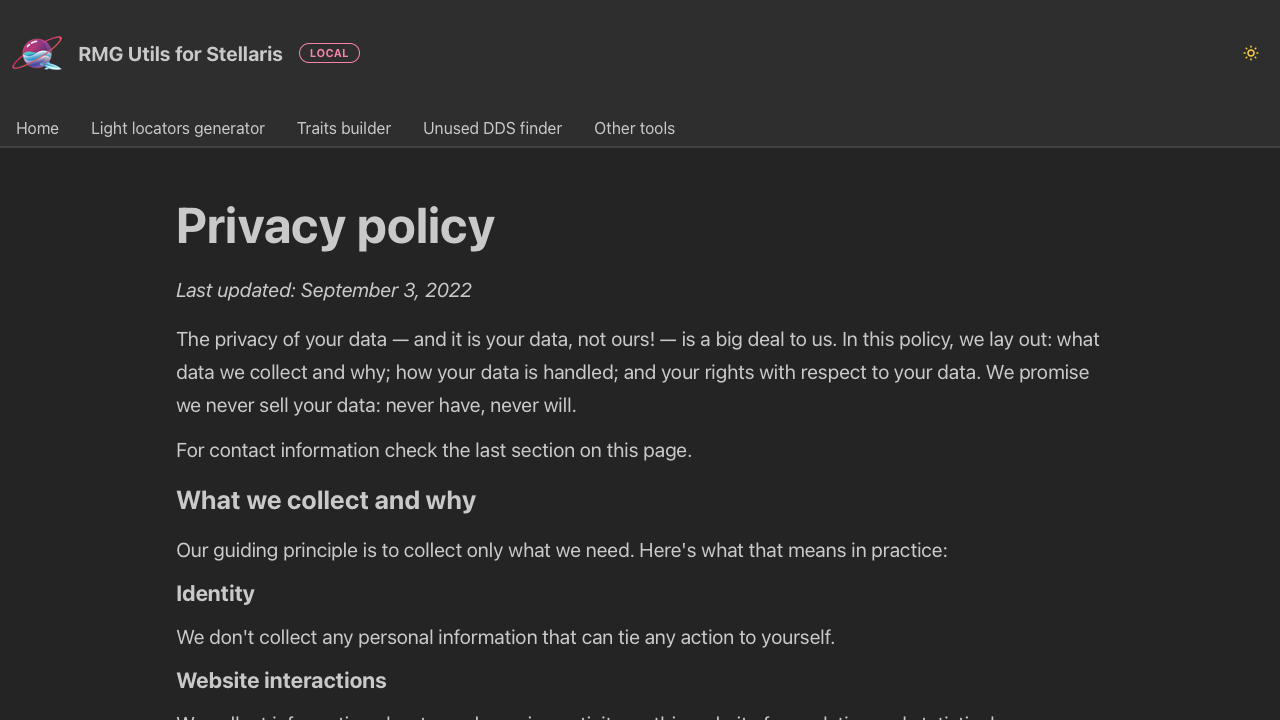 RMG Utils for Stellaris
LOCAL
Home
Light locators generator
Traits builder
Unused DDS finder
Other tools
Privacy policy
Last updated: September 3, 2022
The privacy of your data — and it is your data, not ours! — is a big deal to us. In this policy, we lay out: what
data we collect and why; how your data is handled; and your rights with respect to your data. We promise
we never sell your data: never have, never will.
For contact information check the last section on this page.
What we collect and why
Our guiding principle is to collect only what we need. Here's what that means in practice:
Identity
We don't collect any personal information that can tie any action to yourself.
Website interactions